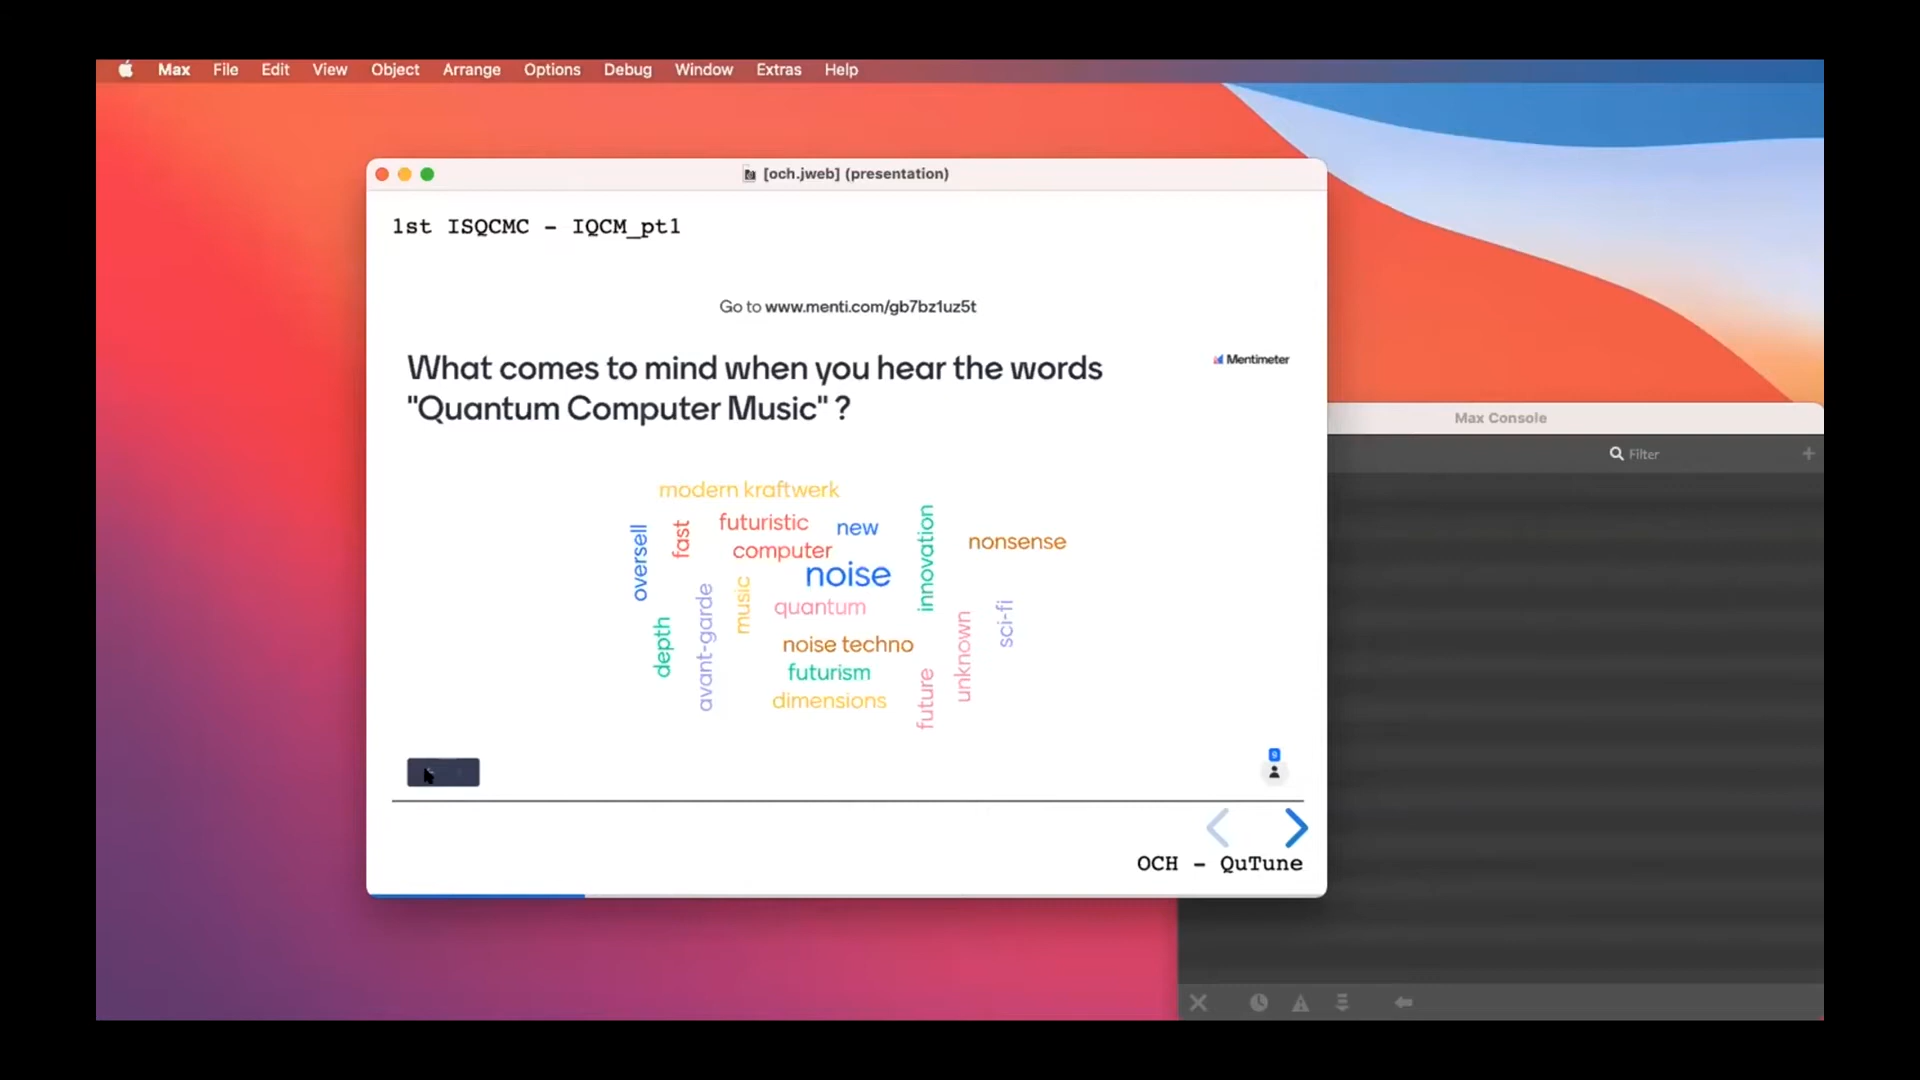 Max File Edit View Object Arrange Options Debug Window Extras Help
[och.jweb] (presentation)
1st ISQCMC - IQCM_pt1
Go to www.menti.com/gb7bz1uz5t
What comes to mind when you hear the words
"Quantum Computer Music" ?
Mentimeter
modern kraftwerk
oversell
fast
futuristic
new
innovation
nonsense
computer
noise
depth
avant-garde
music
quantum
noise techno
futurism
dimensions
future
unknown
sci-fi
OCH - QuTune
Max Console
Filter